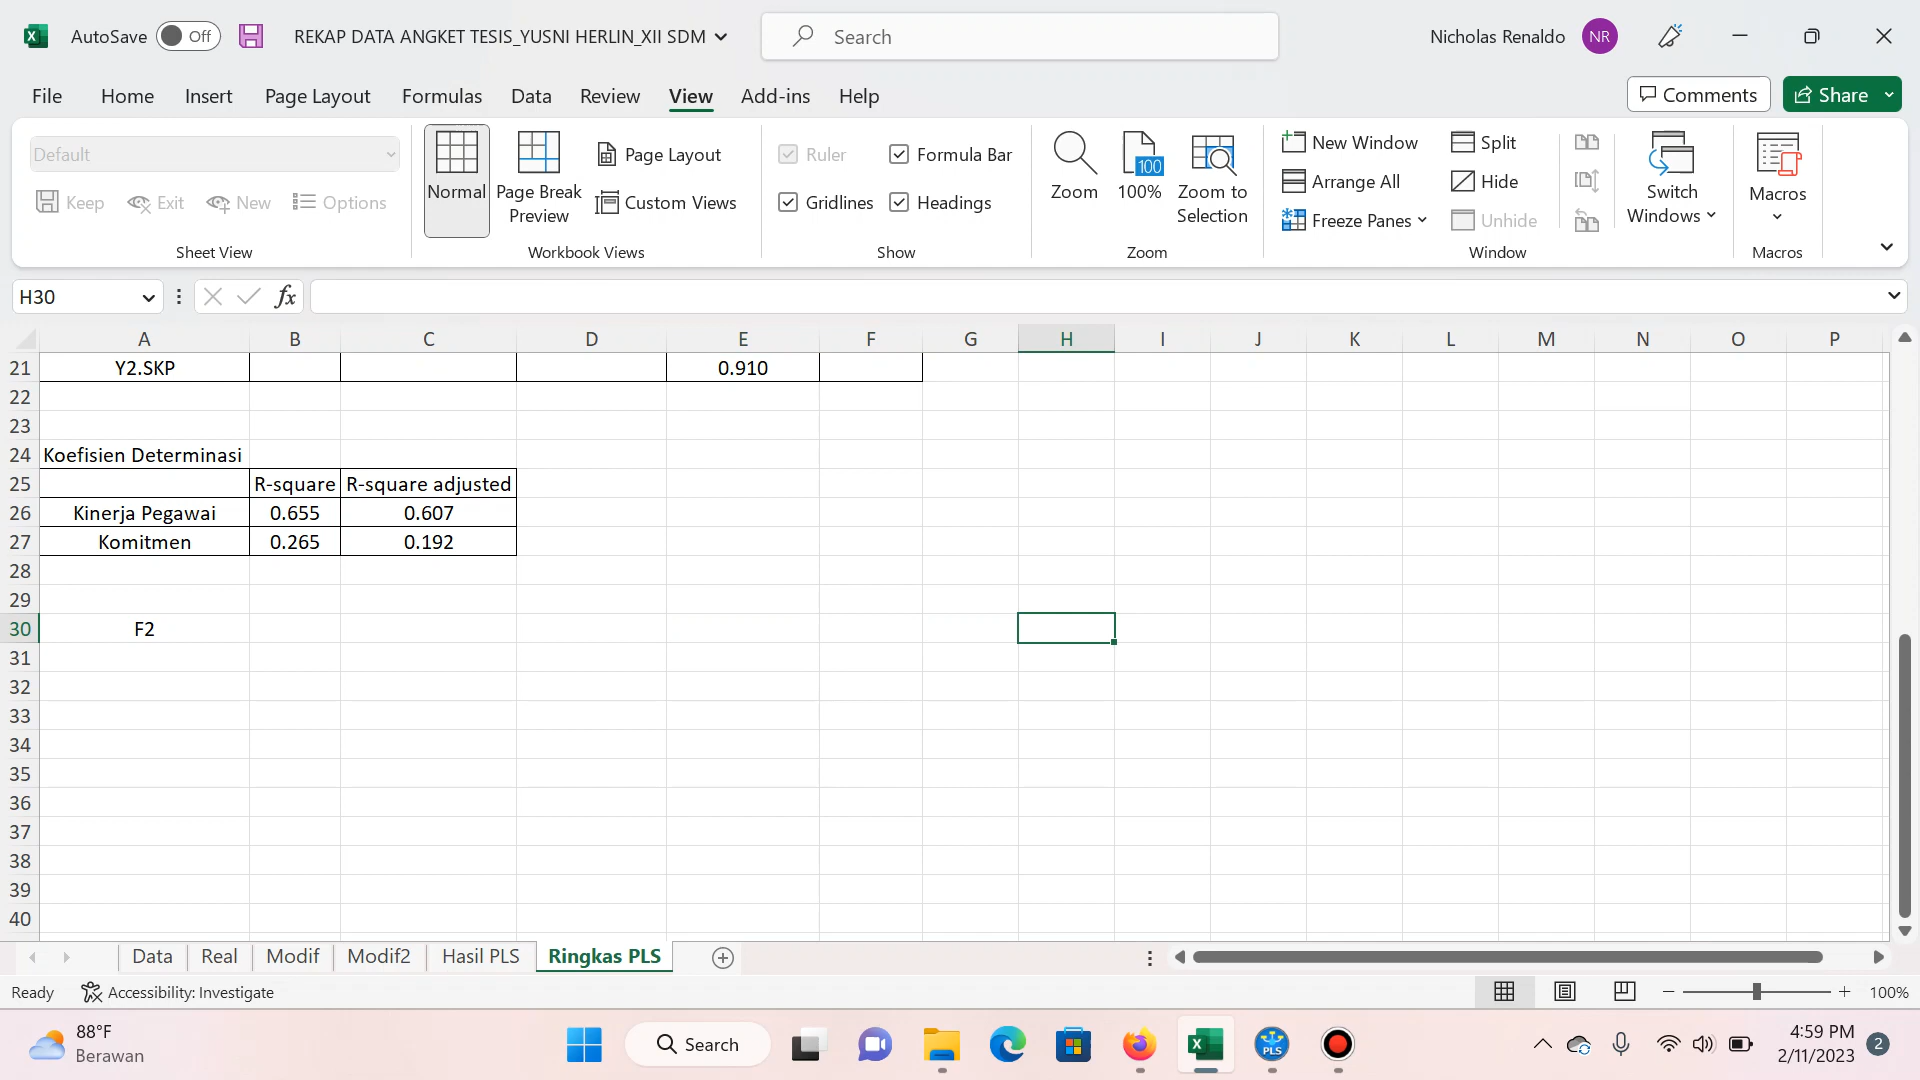 AutoSave Off REKAP DATA ANGKET TESIS_YUSNI HERLIN_XII SDM Search Nicholas Renaldo NR
File Home Insert Page Layout Formulas Data Review View Add-ins Help Comments Share
Default
Keep Exit New Options
Sheet View
Normal
Page Break Preview
Page Layout
Custom Views
Workbook Views
Ruler Formula Bar
Gridlines Headings
Show
Zoom
100
100%
Zoom to Selection
Zoom
New Window
Arrange All
Freeze Panes
Split
Hide
Unhide
Switch Windows
Window
Macros
Macros
H30 fx
A B C D E F G H I J K L M N O P
21 Y2.SKP 0.910
22
23
24 Koefisien Determinasi
25 R-square R-square adjusted
26 Kinerja Pegawai 0.655 0.607
27 Komitmen 0.265 0.192
28
29
30 F2
31
32
33
34
35
36
37
38
39
40
Data Real Modif Modif2 Hasil PLS Ringkas PLS
Ready Accessibility: Investigate 100%
88°F
Berawan
Search
PLS
4:59 PM
2/11/2023
2